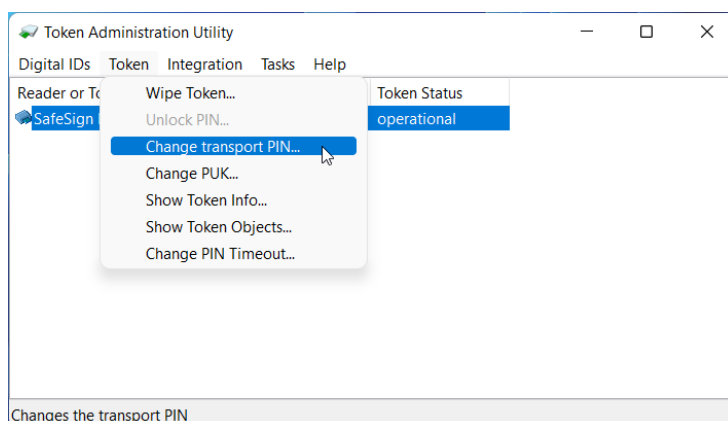 Token Administration Utility
Digital IDs Token Integration Tasks Help
Reader or Token Status
SafeSign operational
Wipe Token...
Unlock PIN...
Change transport PIN...
Change PUK...
Show Token Info...
Show Token Objects...
Change PIN Timeout...
Changes the transport PIN